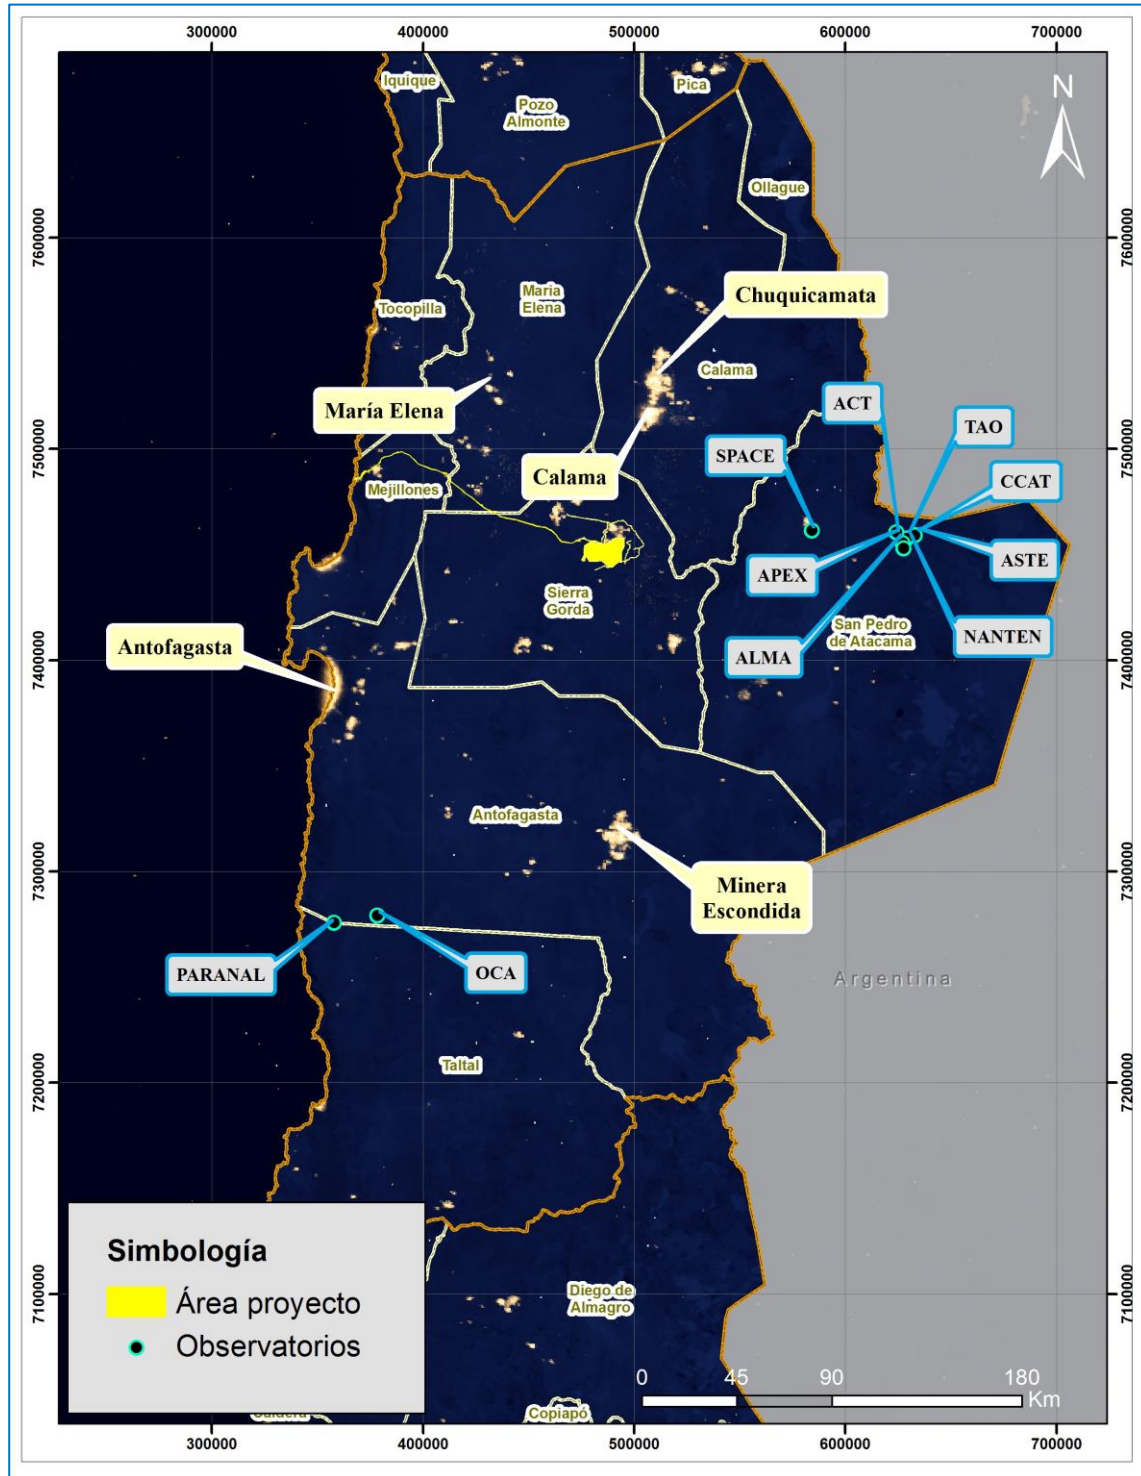 300000
400000
500000
600000
700000
Iquique
Pica
Pozo
Almonte
N
Ollague
7600000
7600000
Maria
Elena
Tocopilla
Chuquicamata
Calama
María Elena
ACT
TAO
SPACE
7500000
7500000
Calama
CCAT
Mejillones
APEX
ASTE
Sierra
Gorda
San Pedro
de Atacama
NANTEN
Antofagasta
ALMA
7400000
7400000
Antofagasta
7300000
7300000
Minera
Escondida
PARANAL
OCA
Argentina
Taltal
7200000
7200000
Simbología
Área proyecto
Observatorios
Diego de
Almagro
7100000
7100000
0
45
90
180
Km
Caldera
Copiapó
300000
400000
500000
600000
700000